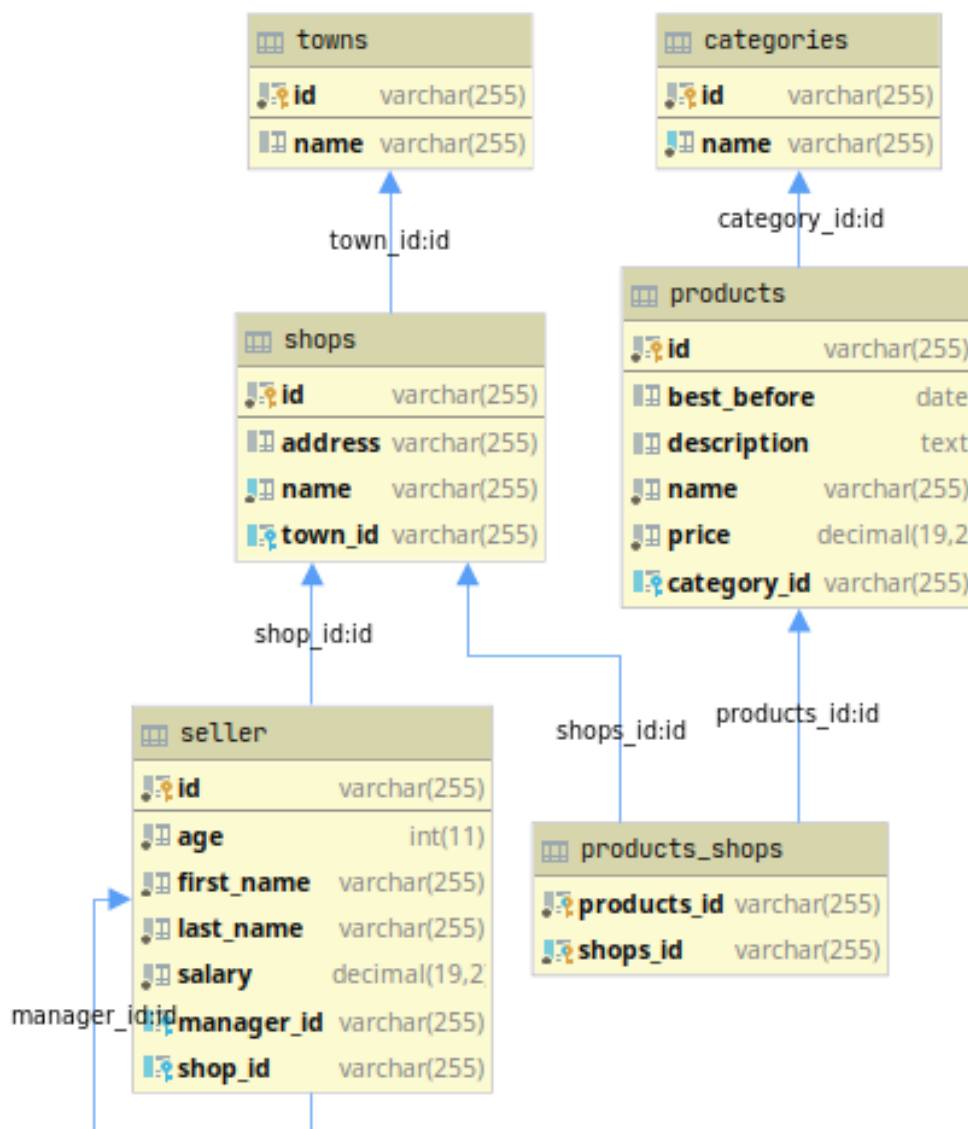 towns
id varchar(255)
name varchar(255)
categories
id varchar(255)
name varchar(255)
town_id:id
category_id:id
shops
id varchar(255)
address varchar(255)
name varchar(255)
town_id varchar(255)
products
id varchar(255)
best_before date
description text
name varchar(255)
price decimal(19,2
category_id varchar(255)
shop_id:id
shops_id:id
products_id:id
seller
id varchar(255)
age int(11)
first_name varchar(255)
last_name varchar(255)
salary decimal(19,2
manager_id:id
manager_id varchar(255)
shop_id varchar(255)
products_shops
products_id varchar(255)
shops_id varchar(255)